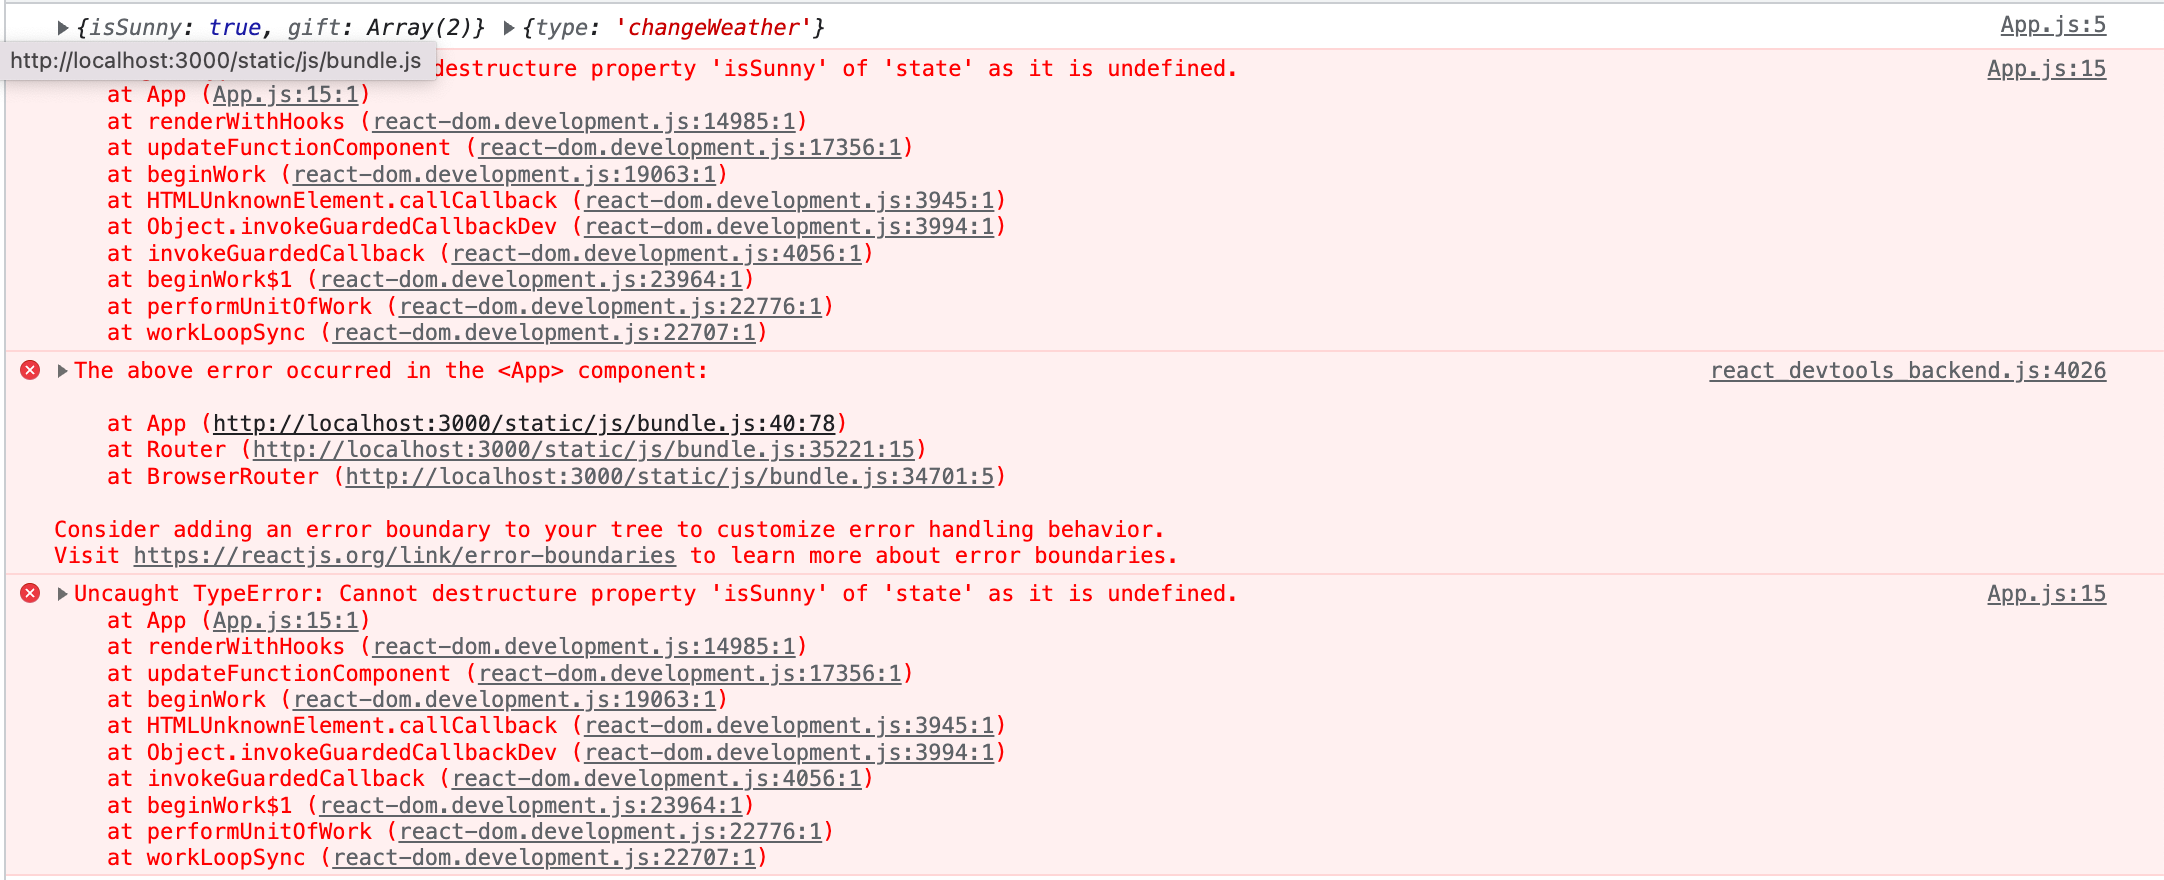 ▶{isSunny: true, gift: Array(2)} ▶{type: 'changeWeather'} App.js:5
http://localhost:3000/static/js/bundle.js
destructure property 'isSunny' of 'state' as it is undefined. App.js:15
at App (App.js:15:1)
at renderWithHooks (react-dom.development.js:14985:1)
at updateFunctionComponent (react-dom.development.js:17356:1)
at beginWork (react-dom.development.js:19063:1)
at HTMLUnknownElement.callCallback (react-dom.development.js:3945:1)
at Object.invokeGuardedCallbackDev (react-dom.development.js:3994:1)
at invokeGuardedCallback (react-dom.development.js:4056:1)
at beginWork$1 (react-dom.development.js:23964:1)
at performUnitOfWork (react-dom.development.js:22776:1)
at workLoopSync (react-dom.development.js:22707:1)
▶The above error occurred in the <App> component: react_devtools_backend.js:4026
at App (http://localhost:3000/static/js/bundle.js:40:78)
at Router (http://localhost:3000/static/js/bundle.js:35221:15)
at BrowserRouter (http://localhost:3000/static/js/bundle.js:34701:5)
Consider adding an error boundary to your tree to customize error handling behavior.
Visit https://reactjs.org/link/error-boundaries to learn more about error boundaries.
▶Uncaught TypeError: Cannot destructure property 'isSunny' of 'state' as it is undefined. App.js:15
at App (App.js:15:1)
at renderWithHooks (react-dom.development.js:14985:1)
at updateFunctionComponent (react-dom.development.js:17356:1)
at beginWork (react-dom.development.js:19063:1)
at HTMLUnknownElement.callCallback (react-dom.development.js:3945:1)
at Object.invokeGuardedCallbackDev (react-dom.development.js:3994:1)
at invokeGuardedCallback (react-dom.development.js:4056:1)
at beginWork$1 (react-dom.development.js:23964:1)
at performUnitOfWork (react-dom.development.js:22776:1)
at workLoopSync (react-dom.development.js:22707:1)